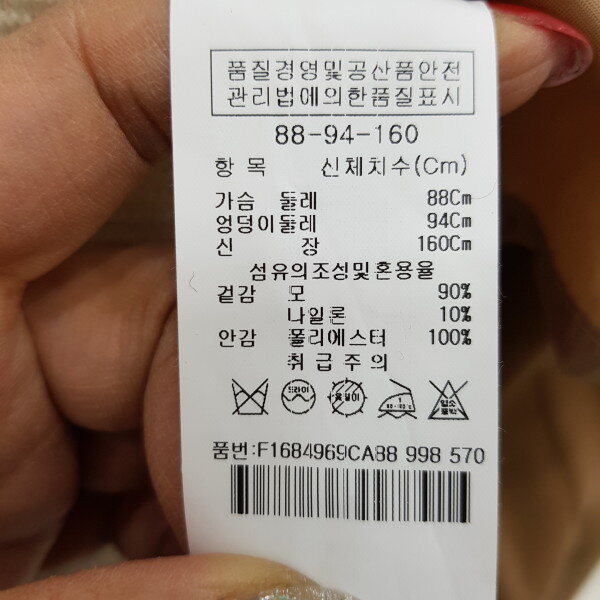 품질경영및공산품안전
관리법에의한품질표시
88-94-160
항 목 신체치수(Cm)
가슴 둘레 88Cm
엉덩이둘레 94Cm
신 장 160Cm
섬유의조성및혼용율
겉감 모 90%
나일론 10%
안감 폴리에스터 100%
취급주의
드라이
품번:F1684969CA88 998 570